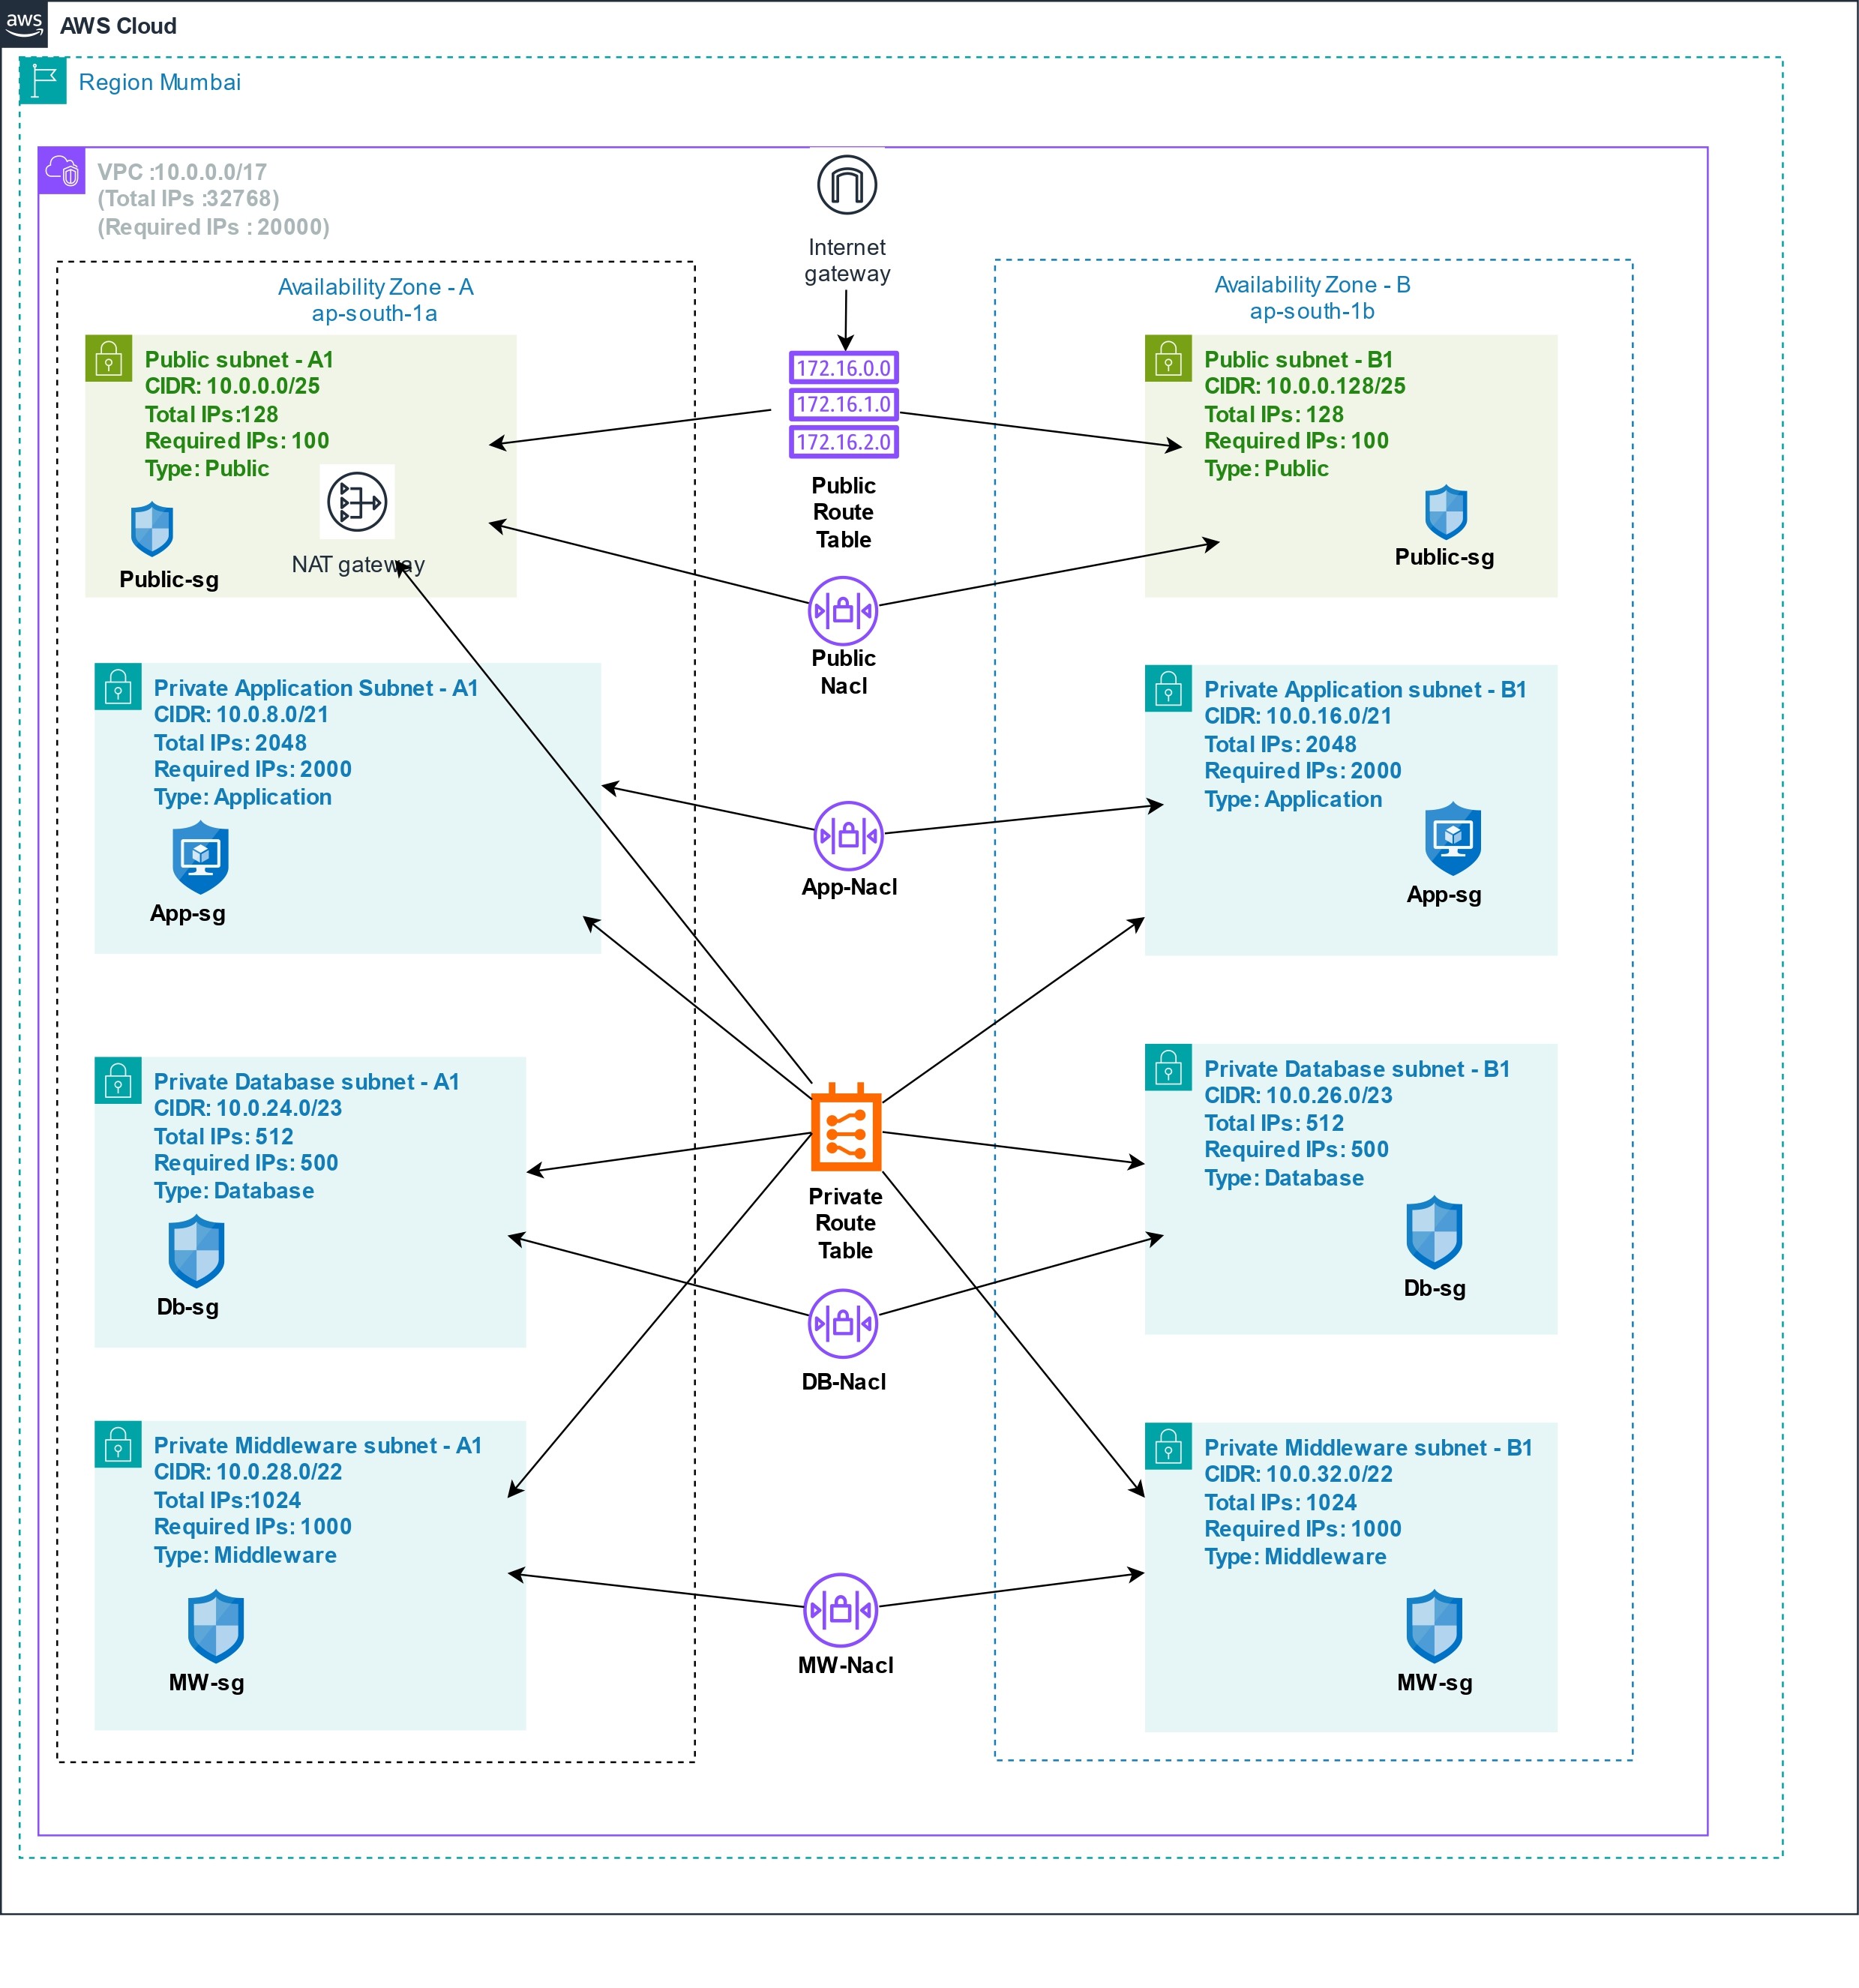 aws
AWS Cloud
Region Mumbai
VPC :10.0.0.0/17
(Total IPs :32768)
(Required IPs : 20000)
Internet
gateway
Availability Zone - A
ap-south-1a
Public subnet - A1
CIDR: 10.0.0.0/25
Total IPs:128
Required IPs: 100
Type: Public
NAT gateway
Public-sg
172.16.0.0
172.16.1.0
172.16.2.0
Public
Route
Table
Public
Nacl
Availability Zone - B
ap-south-1b
Public subnet - B1
CIDR: 10.0.0.128/25
Total IPs: 128
Required IPs: 100
Type: Public
Public-sg
Private Application Subnet - A1
CIDR: 10.0.8.0/21
Total IPs: 2048
Required IPs: 2000
Type: Application
App-sg
App-Nacl
Private Application subnet - B1
CIDR: 10.0.16.0/21
Total IPs: 2048
Required IPs: 2000
Type: Application
App-sg
Private Database subnet - A1
CIDR: 10.0.24.0/23
Total IPs: 512
Required IPs: 500
Type: Database
Db-sg
Private
Route
Table
DB-Nacl
Private Database subnet - B1
CIDR: 10.0.26.0/23
Total IPs: 512
Required IPs: 500
Type: Database
Db-sg
Private Middleware subnet - A1
CIDR: 10.0.28.0/22
Total IPs:1024
Required IPs: 1000
Type: Middleware
MW-sg
MW-Nacl
Private Middleware subnet - B1
CIDR: 10.0.32.0/22
Total IPs: 1024
Required IPs: 1000
Type: Middleware
MW-sg